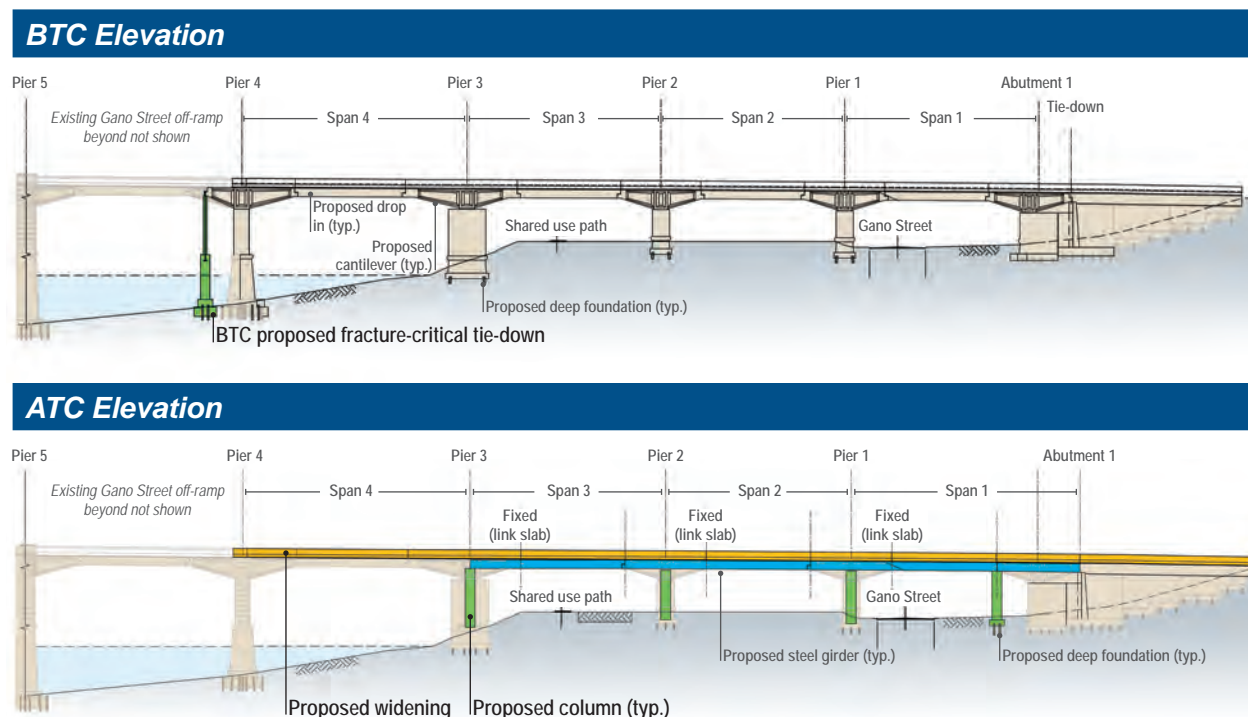 BTC Elevation
Pier 5
Pier 4
Pier 3
Pier 2
Pier 1
Abutment 1
Tie-down
Existing Gano Street off-ramp
beyond not shown
Span 4
Span 3
Span 2
Span 1
Proposed drop
in (typ.)
Shared use path
Gano Street
Proposed
cantilever (typ.)
Proposed deep foundation (typ.)
BTC proposed fracture-critical tie-down
ATC Elevation
Pier 5
Pier 4
Pier 3
Pier 2
Pier 1
Abutment 1
Existing Gano Street off-ramp
beyond not shown
Span 4
Span 3
Span 2
Span 1
Fixed
(link slab)
Fixed
(link slab)
Fixed
(link slab)
Shared use path
Gano Street
Proposed steel girder (typ.)
Proposed deep foundation (typ.)
Proposed widening
Proposed column (typ.)